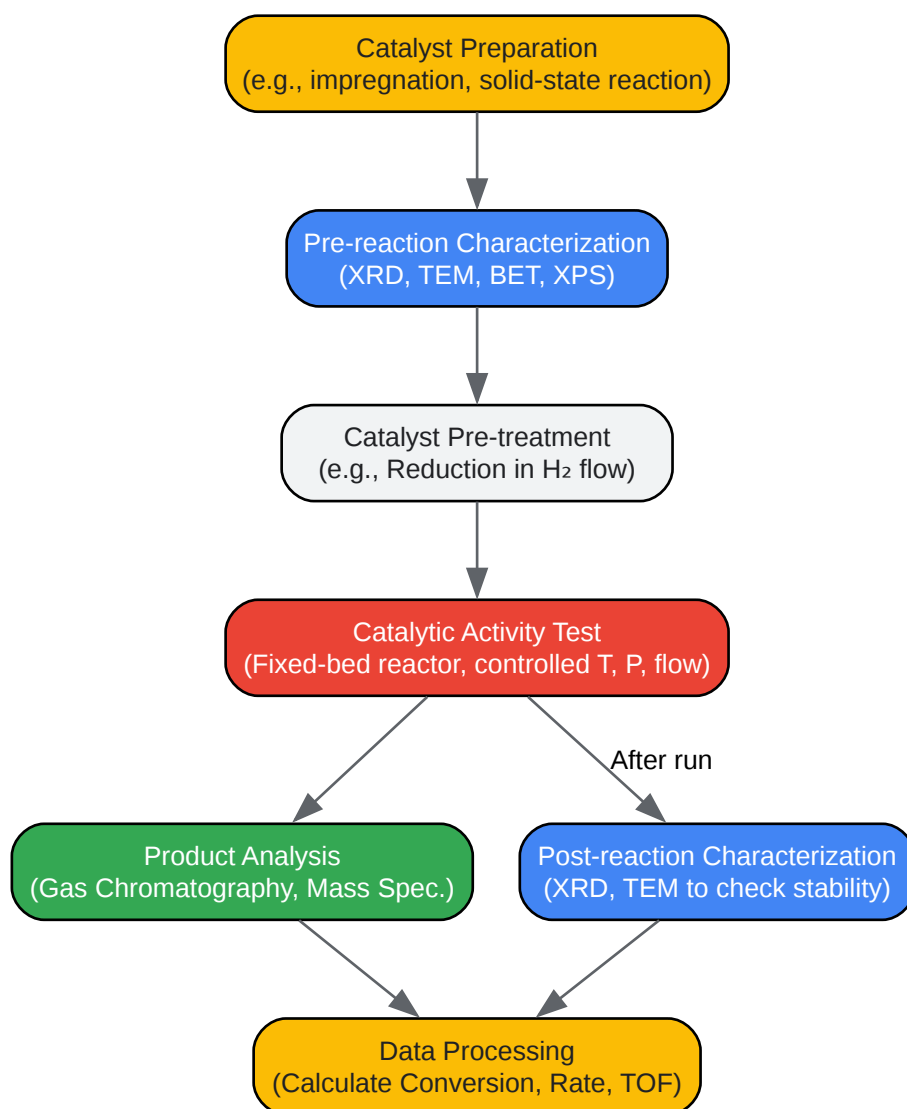 Catalyst Preparation
(e.g., impregnation, solid-state reaction)
Pre-reaction Characterization
(XRD, TEM, BET, XPS)
Catalyst Pre-treatment
(e.g., Reduction in H₂ flow)
Catalytic Activity Test
(Fixed-bed reactor, controlled T, P, flow)
After run
Product Analysis
(Gas Chromatography, Mass Spec.)
Post-reaction Characterization
(XRD, TEM to check stability)
Data Processing
(Calculate Conversion, Rate, TOF)